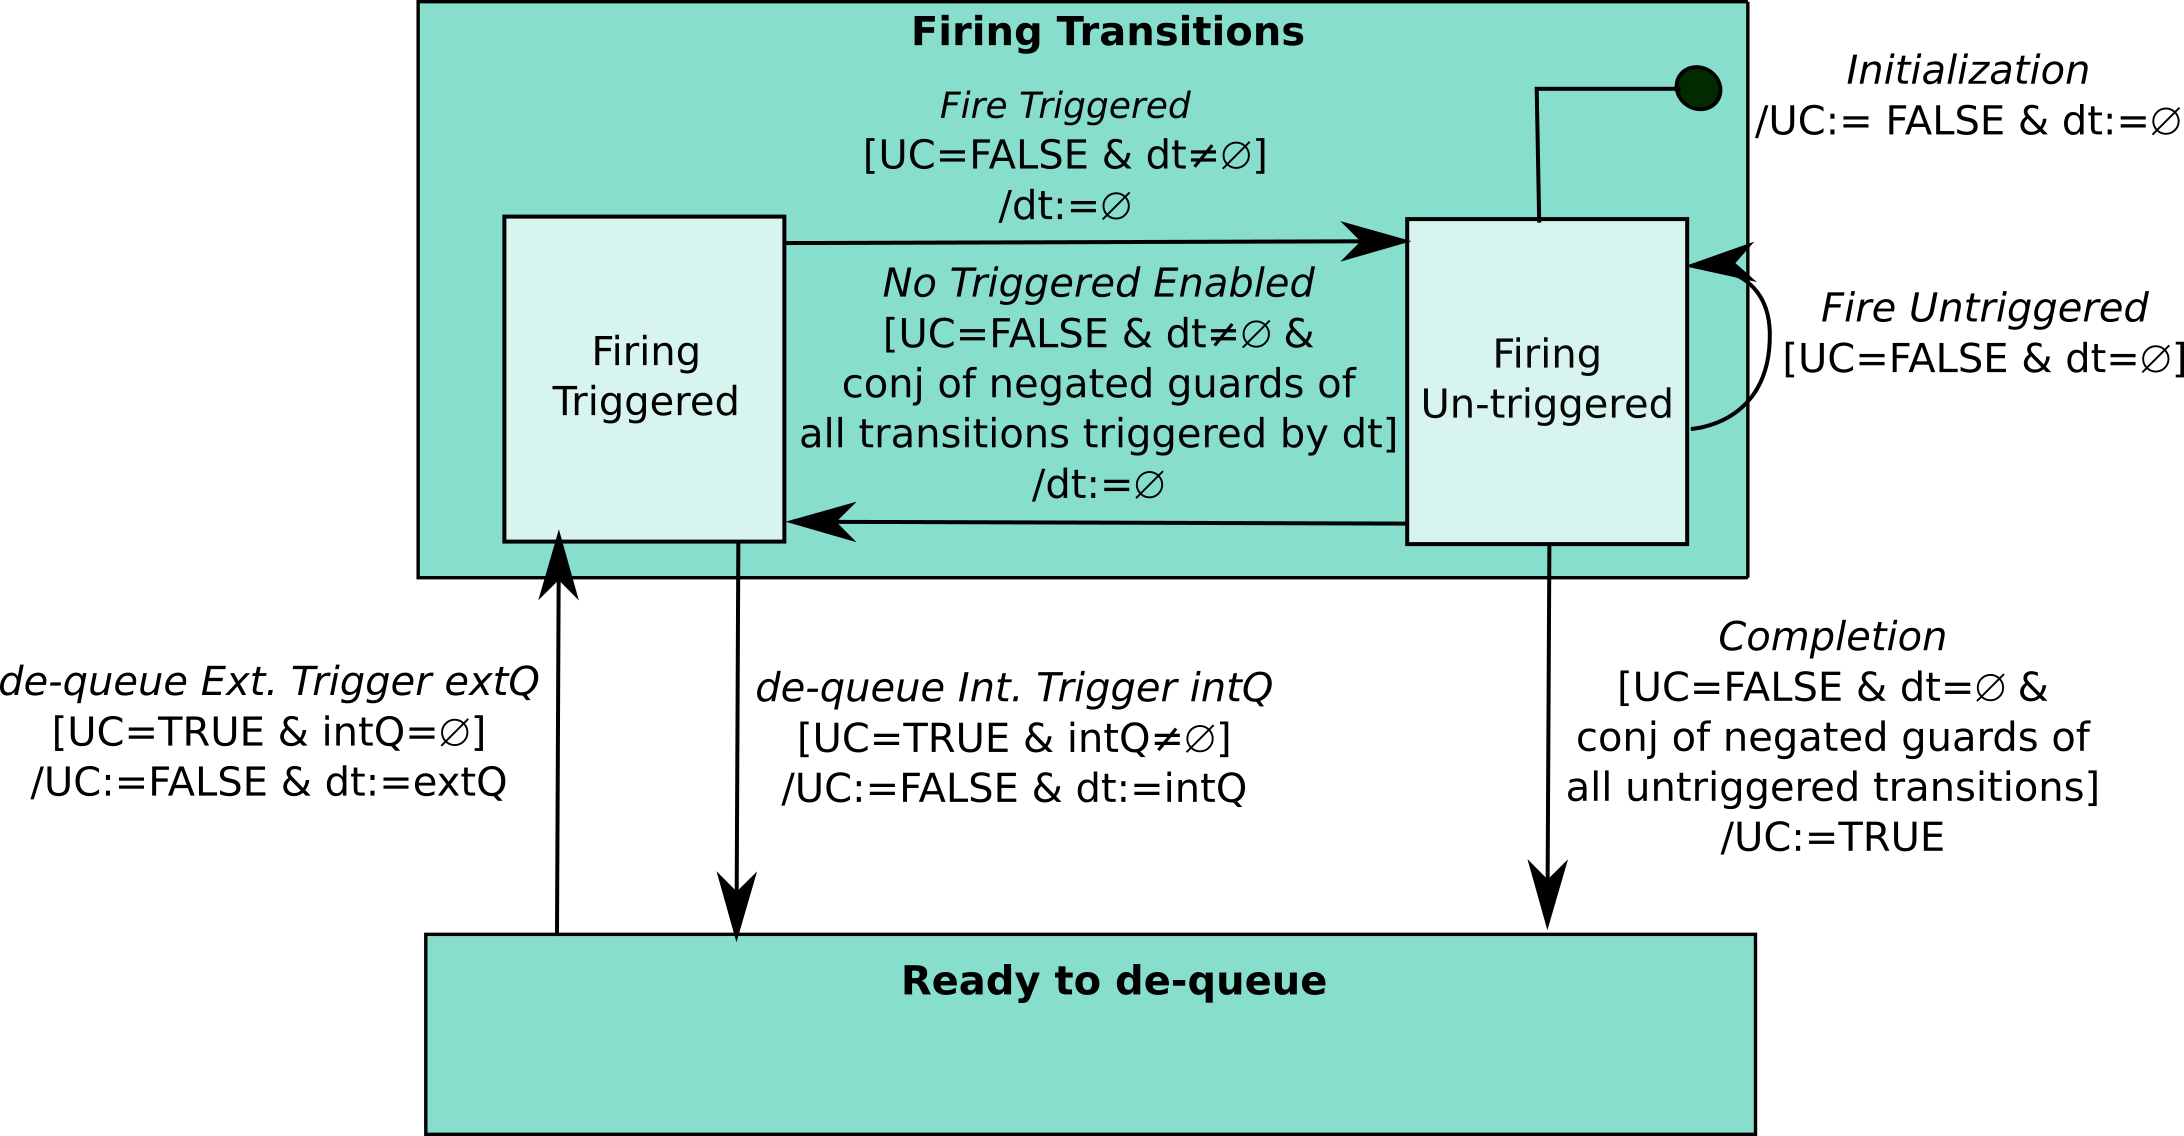 Firing Transitions
Initialization
/UC:= FALSE & dt:=∅
Fire Triggered
[UC=FALSE & dt≠∅]
/dt:=∅
No Triggered Enabled
[UC=FALSE & dt≠∅ &
conj of negated guards of
all transitions triggered by dt]
/dt:=∅
Firing
Triggered
Firing
Un-triggered
Fire Untriggered
[UC=FALSE & dt=∅]
de-queue Ext. Trigger extQ
[UC=TRUE & intQ=∅]
/UC:=FALSE & dt:=extQ
de-queue Int. Trigger intQ
[UC=TRUE & intQ≠∅]
/UC:=FALSE & dt:=intQ
Completion
[UC=FALSE & dt=∅ &
conj of negated guards of
all untriggered transitions]
/UC:=TRUE
Ready to de-queue